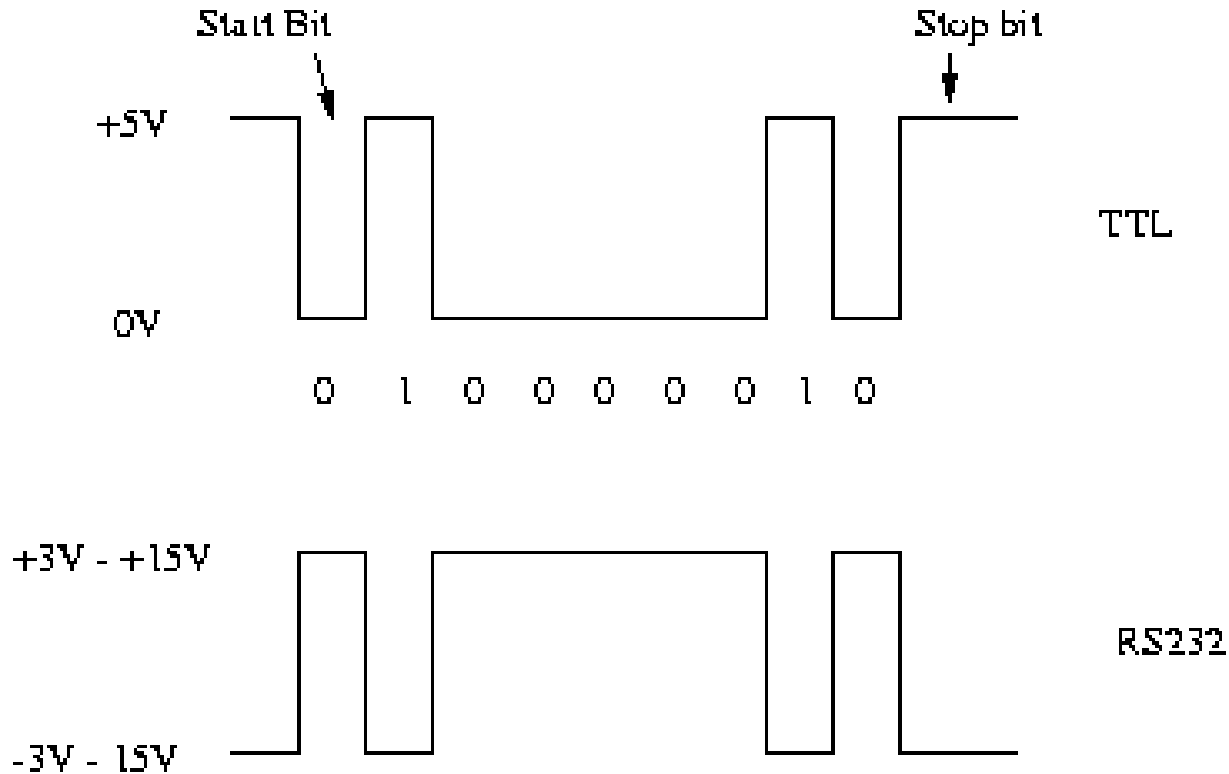 Start Bit
Stop bit
+5V
TTL
0V
0 1 0 0 0 0 0 1 0
+3V - +15V
RS232
-3V - 15V